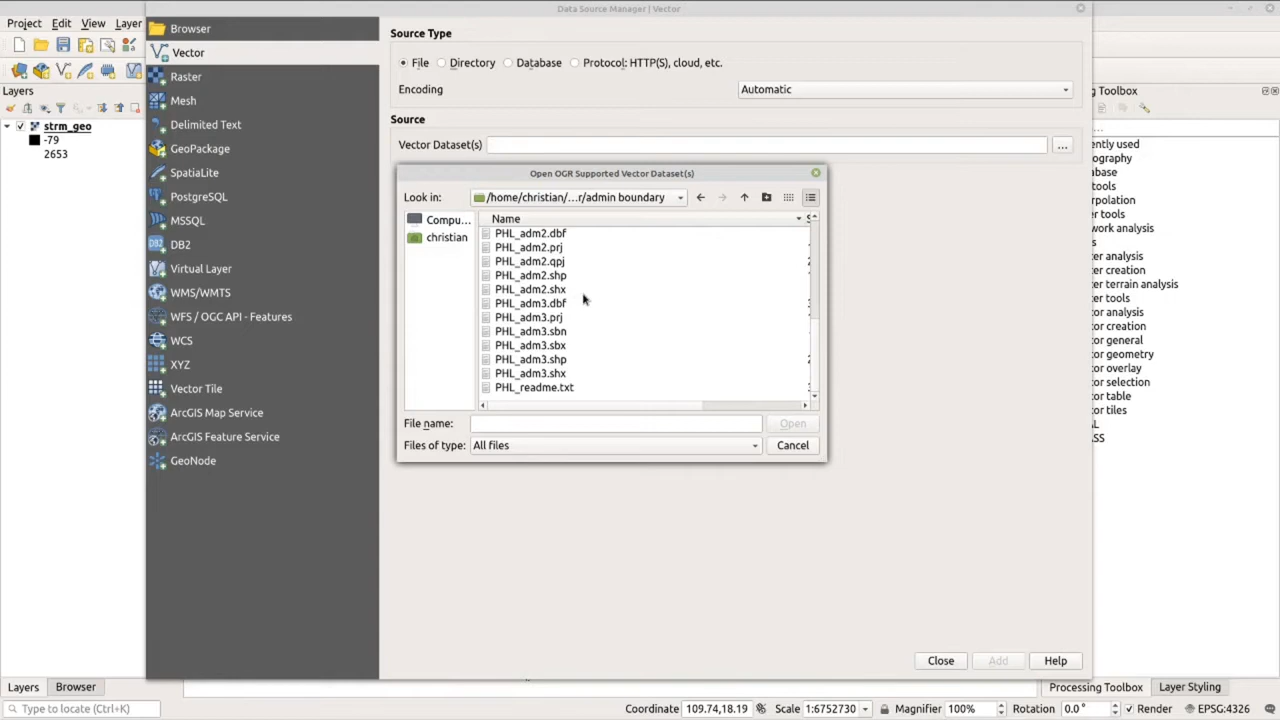 Data Source Manager | Vector
Project Edit View Layer
Browser
Vector
Raster
Mesh
Delimited Text
GeoPackage
SpatiaLite
PostgreSQL
MSSQL
DB2
DB2
Virtual Layer
WMS/WMTS
WFS / OGC API - Features
WCS
XYZ
Vector Tile
ArcGIS Map Service
ArcGIS Feature Service
GeoNode
Layers
strm_geo
-79
2653
Source Type
File Directory Database Protocol: HTTP(S), cloud, etc.
Encoding Automatic
Source
Vector Dataset(s) ...
Open OGR Supported Vector Dataset(s)
Look in: /home/christian/...r/admin boundary
Compu...
christian
Name
PHL_adm2.dbf
PHL_adm2.prj
PHL_adm2.qpj
PHL_adm2.shp
PHL_adm2.shx
PHL_adm3.dbf
PHL_adm3.prj
PHL_adm3.sbn
PHL_adm3.sbx
PHL_adm3.shp
PHL_adm3.shx
PHL_readme.txt
File name: Open
Files of type: All files Cancel
Close Add Help
g Toolbox
...
ently used
ography
base
tools
rpolation
er tools
work analysis
s
ter analysis
ter creation
ter terrain analysis
ter tools
tor analysis
tor creation
tor general
tor geometry
tor overlay
tor selection
tor table
tor tiles
AL
SS
Layers Browser
Processing Toolbox Layer Styling
Type to locate (Ctrl+K)
Coordinate 109.74,18.19 Scale 1:6752730 Magnifier 100% Rotation 0.0° Render EPSG:4326